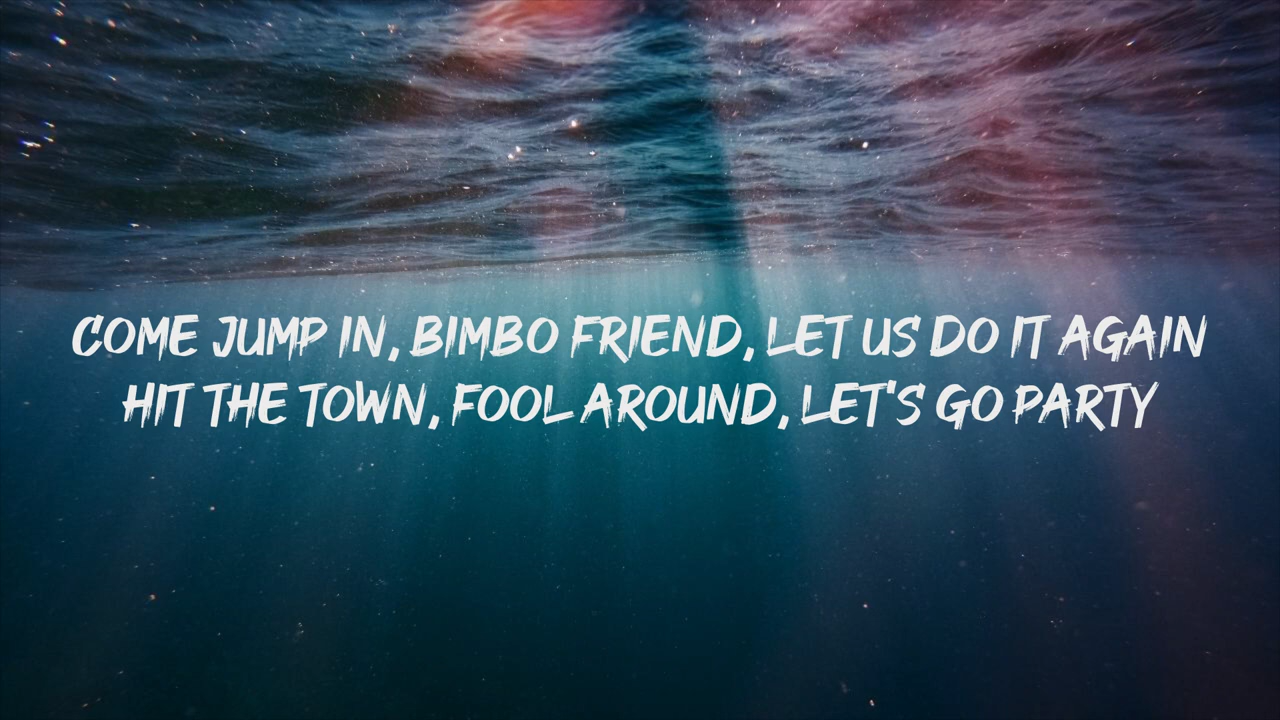 COME JUMP IN, BIMBO FRIEND, LET US DO IT AGAIN
HIT THE TOWN, FOOL AROUND, LET'S GO PARTY